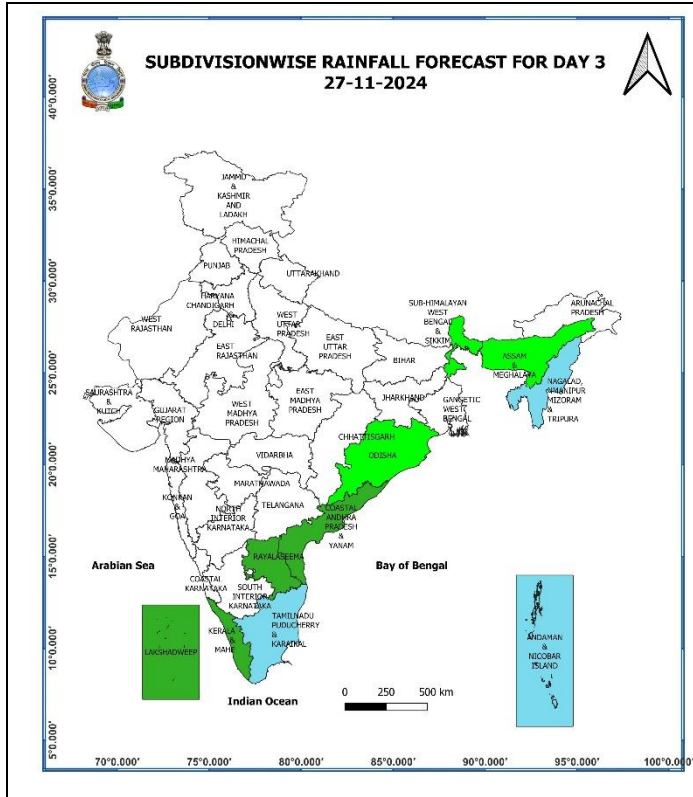 SUBDIVISIONWISE RAINFALL FORECAST FOR DAY 3
27-11-2024
40°0.000'
35°0.000'
30°0.000'
25°0.000'
20°0.000'
15°0.000'
10°0.000'
5°0.000'
JAMMU
&
KASHMIR
AND
LADAKH
HIMACHAL
PRADESH
PUNJAB
UTTARAKHAND
HARYANA
CHANDIGARH
&
DELHI
WEST
RAJASTHAN
WEST
UTTAR
PRADESH
EAST
RAJASTHAN
EAST
UTTAR
PRADESH
SUB-HIMALAYAN
WEST
BENGAL
&
SIKKIM
ARUNACHAL
PRADESH
BIHAR
ASSAM
&
MEGHALAYA
NAGALAD,
MANIPUR
MIZORAM
&
TRIPURA
SAURASHTRA
&
KUTCH
GUJARAT
REGION
WEST
MADHYA
PRADESH
EAST
MADHYA
PRADESH
JHARKHAND
GANGETIC
WEST
BENGAL
CHHATTISGARH
ODISHA
MADHYA
MAHARASHTRA
VIDARBHA
MARATHWADA
KONKAN
&
GOA
NORTH
INTERIOR
KARNATAKA
TELANGANA
COASTAL
ANDHRA
PRADESH
&
YANAM
RAYALASEEMA
Arabian Sea
Bay of Bengal
COASTAL
KARNATAKA
SOUTH
INTERIOR
KARNATAKA
TAMILNADU
PUDUCHERRY
&
KARAIKAL
KERALA
&
MAHE
LAKSHADWEEP
ANDAMAN
&
NICOBAR
ISLAND
Indian Ocean
0 250 500 km
70°0.000' 75°0.000' 80°0.000' 85°0.000' 90°0.000' 95°0.000' 100°0.000'